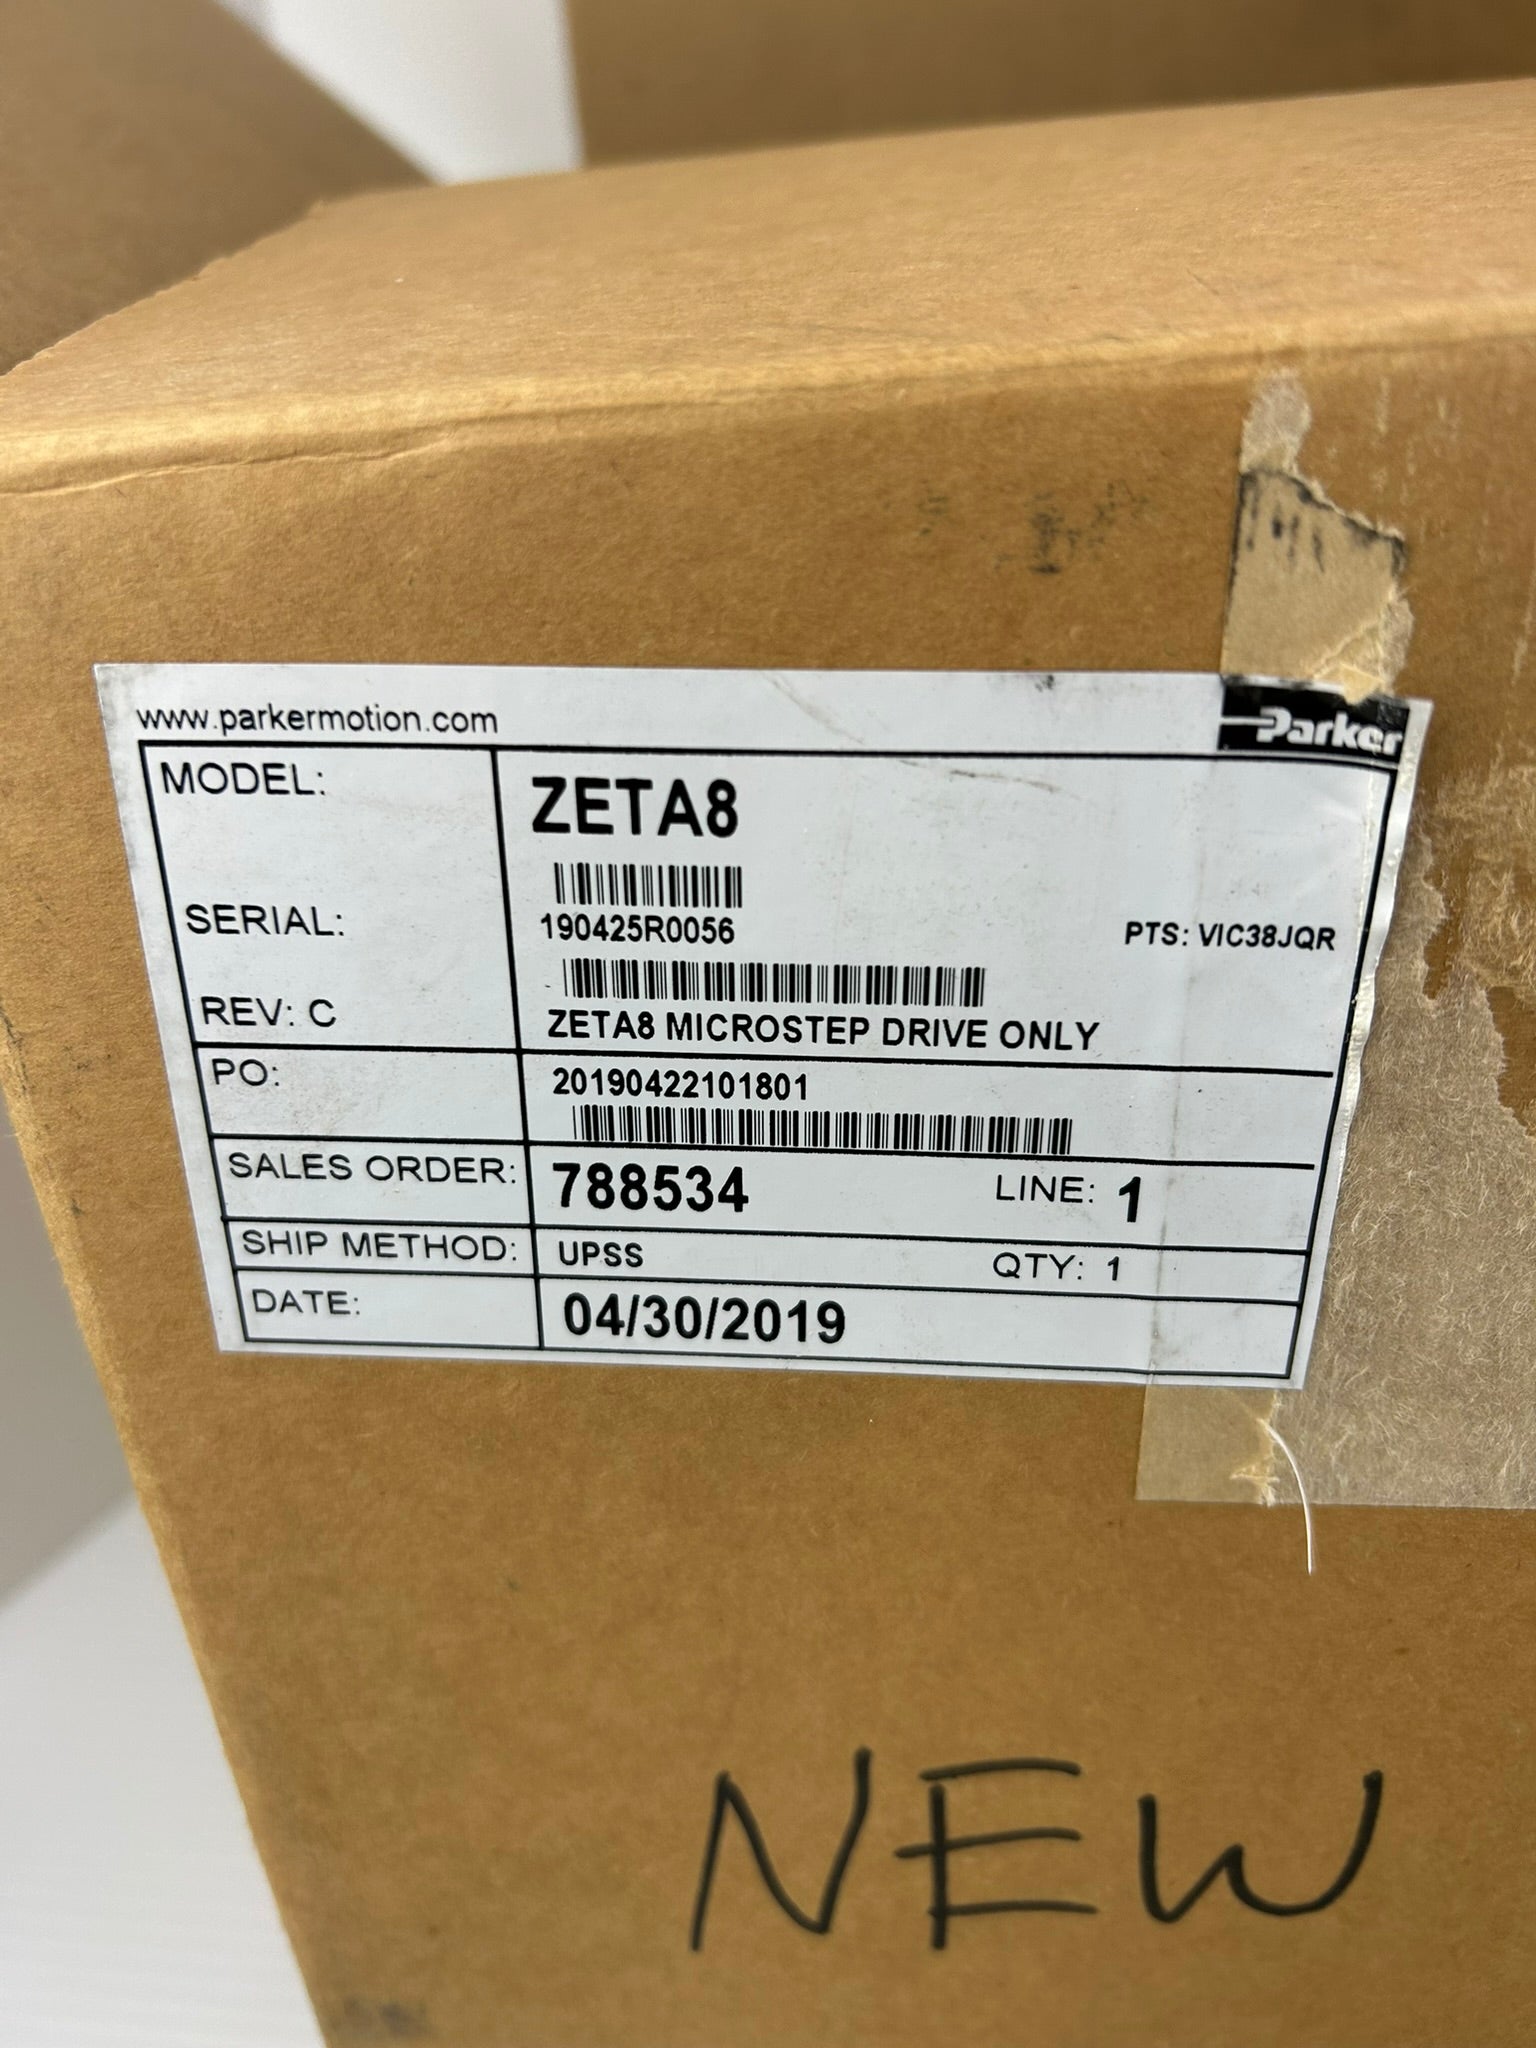 www.parkermotion.com
Parker
MODEL: ZETA8
SERIAL: 190425R0056 PTS: VIC38JQR
REV: C ZETA8 MICROSTEP DRIVE ONLY
PO: 20190422101801
SALES ORDER: 788534 LINE: 1
SHIP METHOD: UPSS QTY: 1
DATE: 04/30/2019
NEW